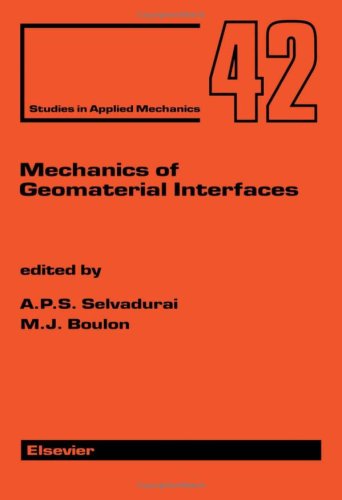 42
Studies in Applied Mechanics
Mechanics of
Geomaterial Interfaces
edited by
A.P.S. Selvadurai
M.J. Boulon
Elsevier